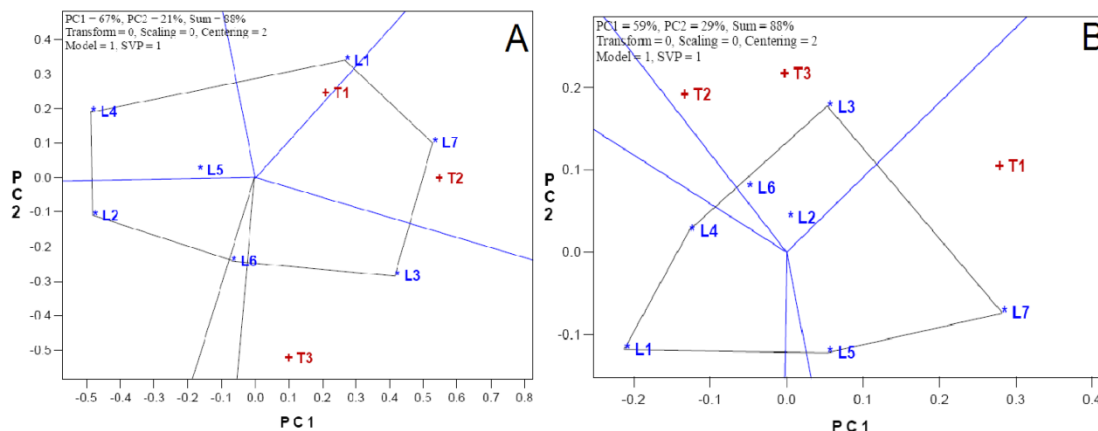 PC1 = 67%, PC2 = 21%, Sum = 88%
Transform = 0, Scaling = 0, Centering = 2
Model = 1, SVP = 1
A
0.4
0.3
0.2
0.1
0.0
-0.1
-0.2
-0.3
-0.4
-0.5
P
C
2
L1
T1
L4
L7
L5
T2
L2
L6
L3
T3
-0.5 -0.4 -0.3 -0.2 -0.1 0.0 0.1 0.2 0.3 0.4 0.5 0.6 0.7 0.8
P C 1
PC1 = 59%, PC2 = 29%, Sum = 88%
Transform = 0, Scaling = 0, Centering = 2
Model = 1, SVP = 1
B
0.2
0.1
0.0
-0.1
P
C
2
T3
T2
L3
T1
L6
L2
L4
L7
L1
L5
-0.2 -0.1 0.0 0.1 0.2 0.3 0.4
P C 1